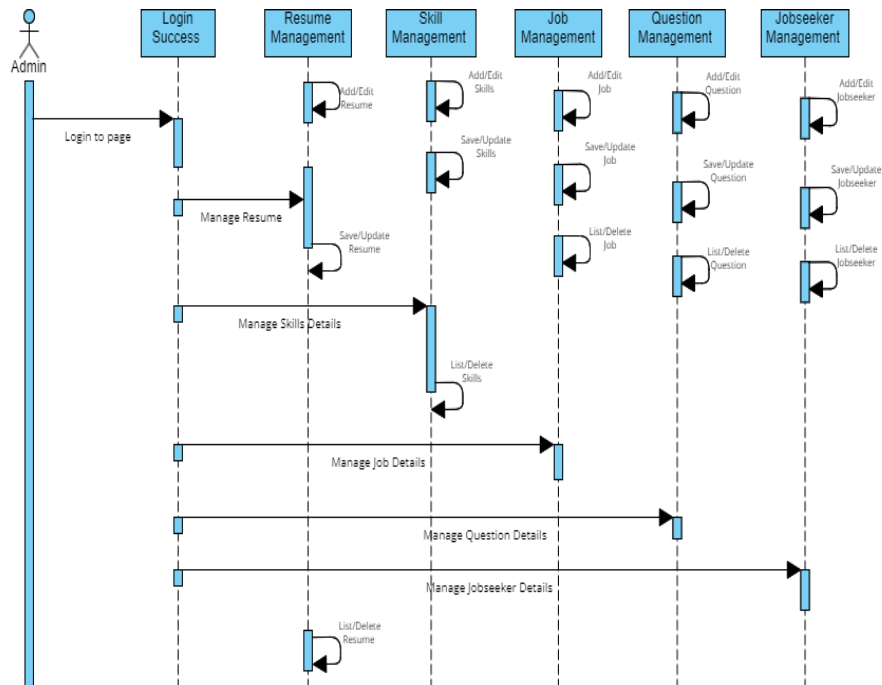 Login
Success
Resume
Management
Skill
Management
Job
Management
Question
Management
Jobseeker
Management
Admin
Add/Edit
Resume
Add/Edit
Skills
Add/Edit
Job
Add/Edit
Question
Add/Edit
Jobseeker
Login to page
Save/Update
Skills
Save/Update
Job
Save/Update
Question
Save/Update
Jobseeker
Manage Resume
Save/Update
Resume
List/Delete
Job
List/Delete
Question
List/Delete
Jobseeker
Manage Skills Details
List/Delete
Skills
Manage Job Details
Manage Question Details
Manage Jobseeker Details
List/Delete
Resume